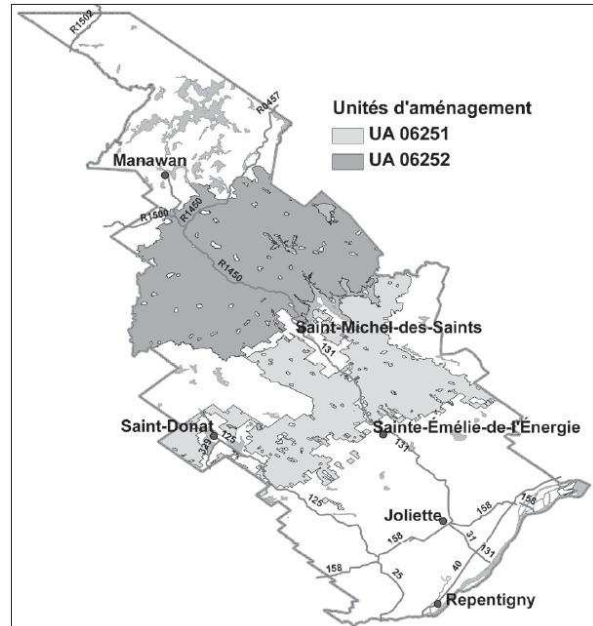 R1502
R0457
Unités d'aménagement
UA 06251
UA 06252
Manawan
R1500
R1450
R1450
Saint-Michel-des-Saints
131
Saint-Donat
329
125
Sainte-Émélie-de-l'Énergie
131
125
158
158
Joliette
158
31
131
158
25
40
Repentigny